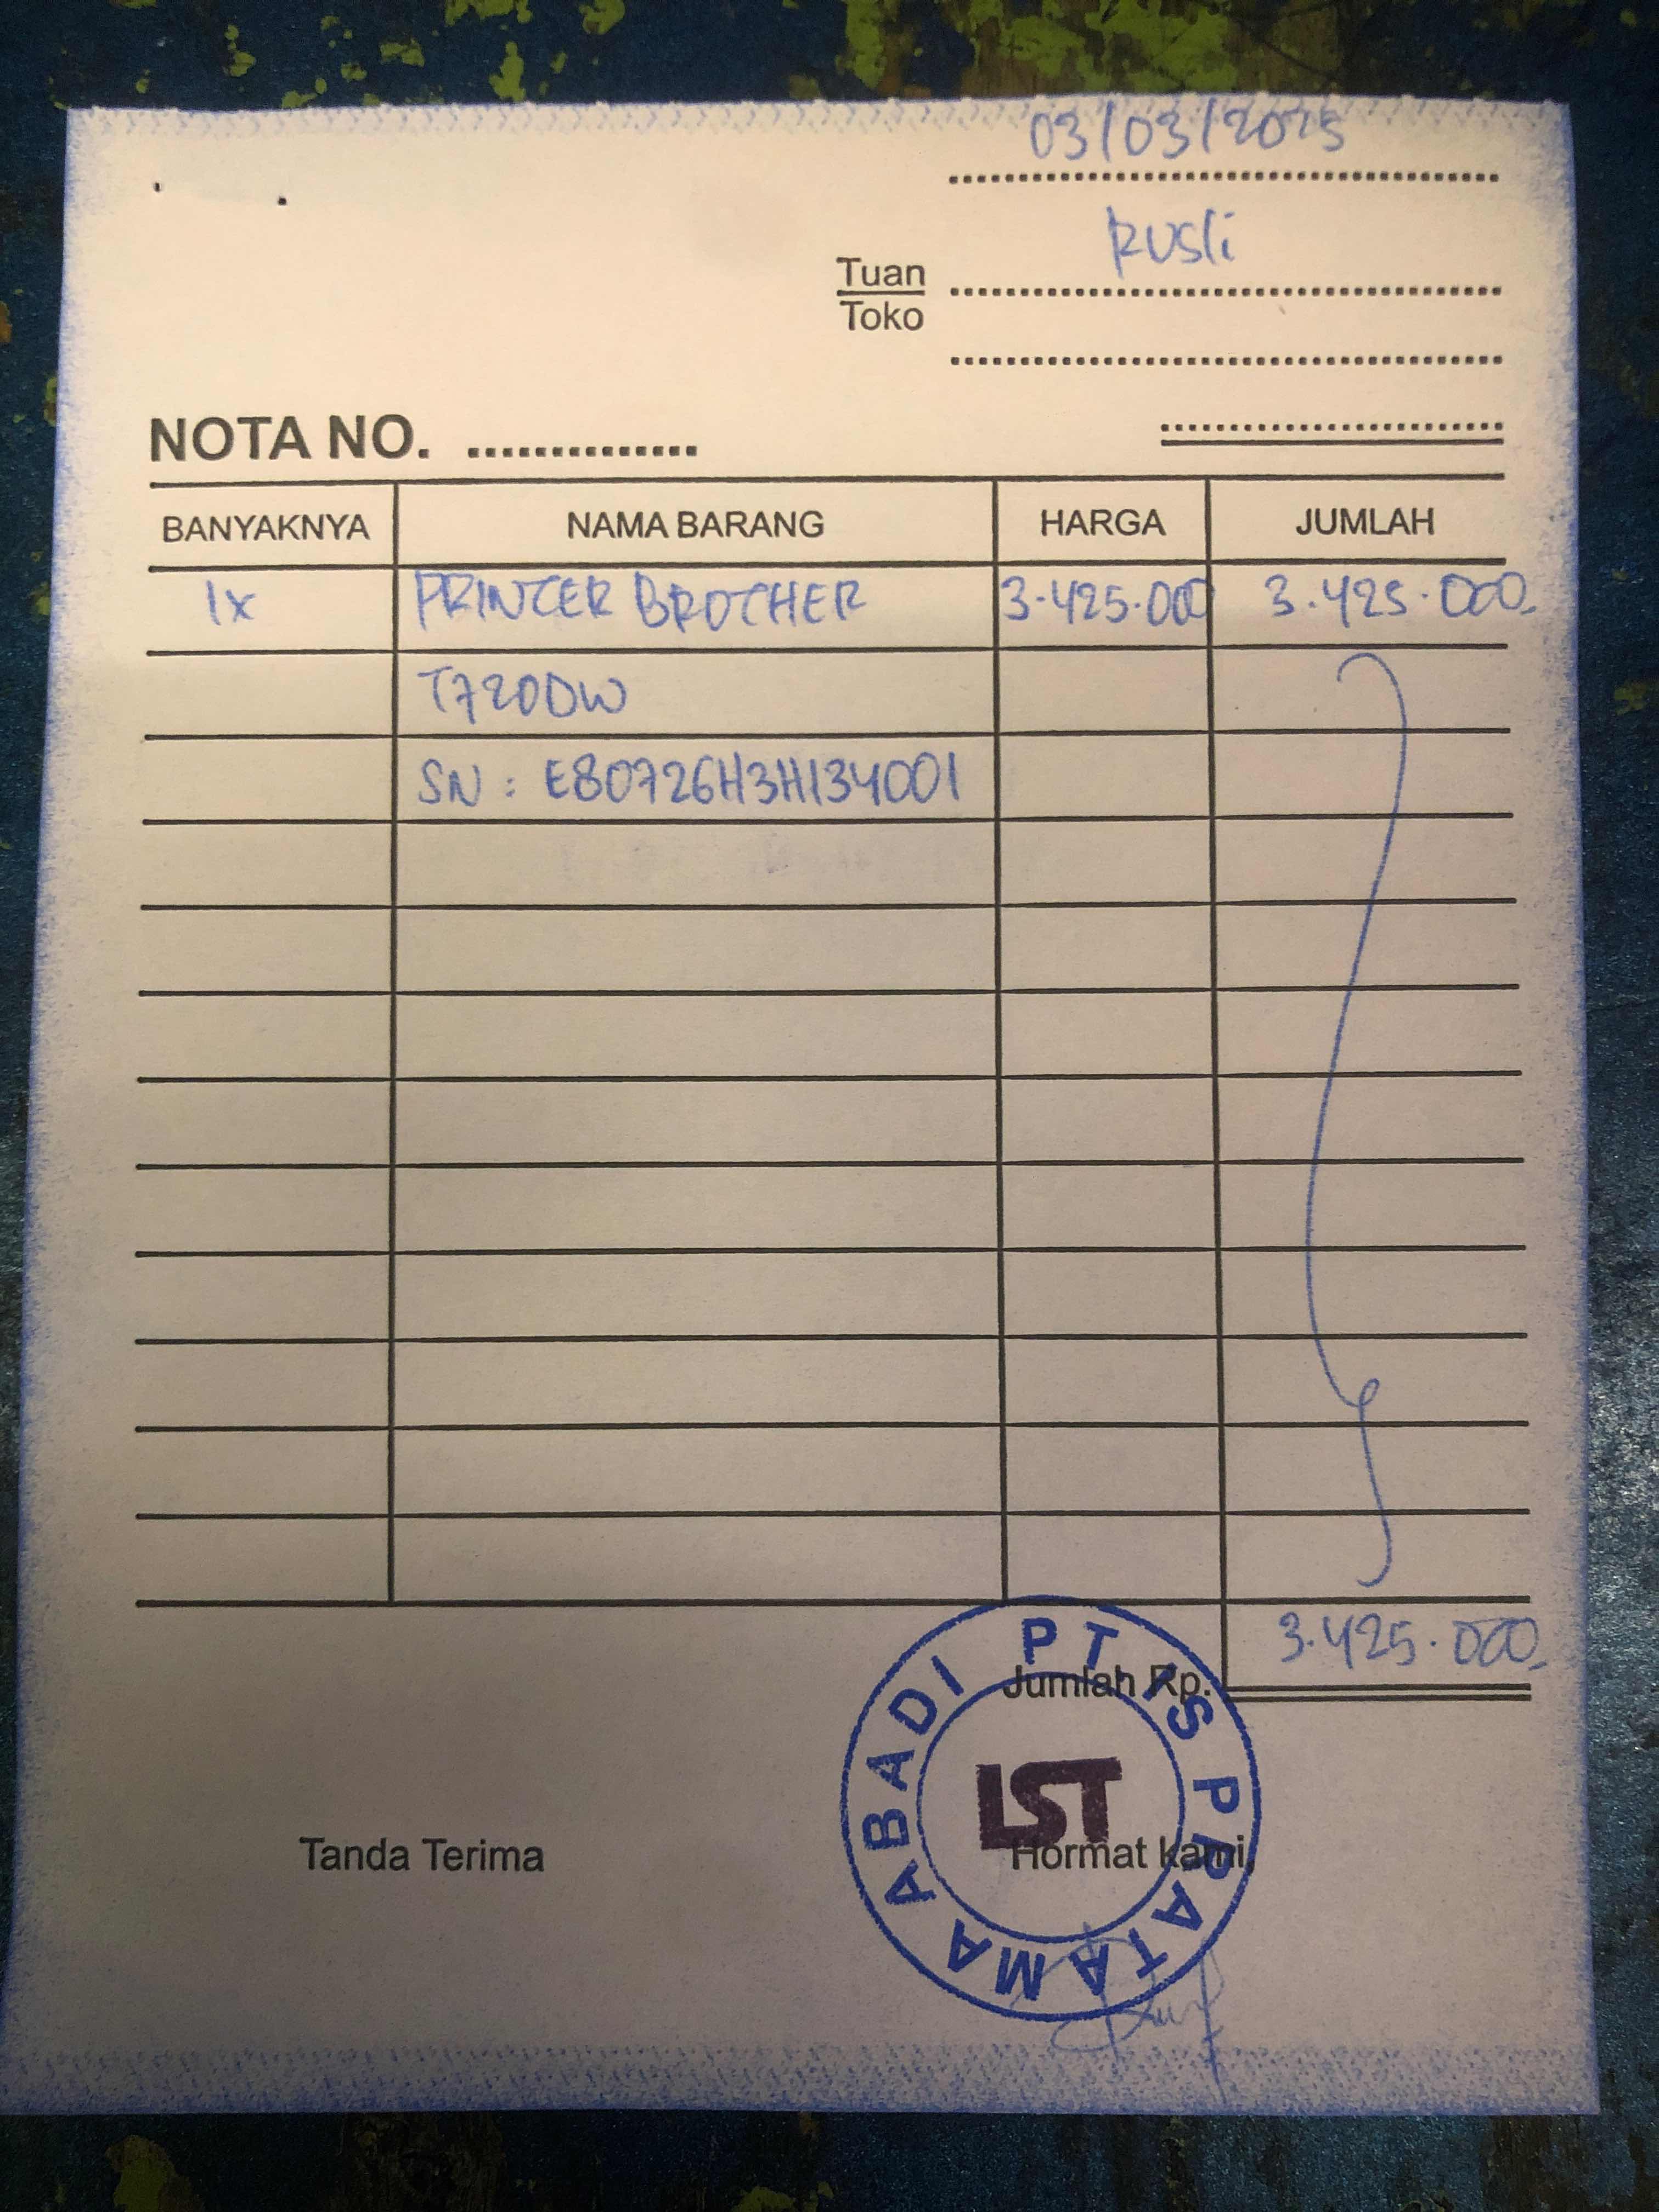 03/03/2025
Rusli
Tuan
Toko
NOTA NO. ..............
BANYAKNYA NAMA BARANG HARGA JUMLAH
1x PRINTER BROTHER 3.425.000 3.425.000,
T720DW
SN : E80726H3H134001
Jumlah Rp. 3.425.000,
PT. IS PRATAMA ABADI
LST
Tanda Terima Hormat kami,